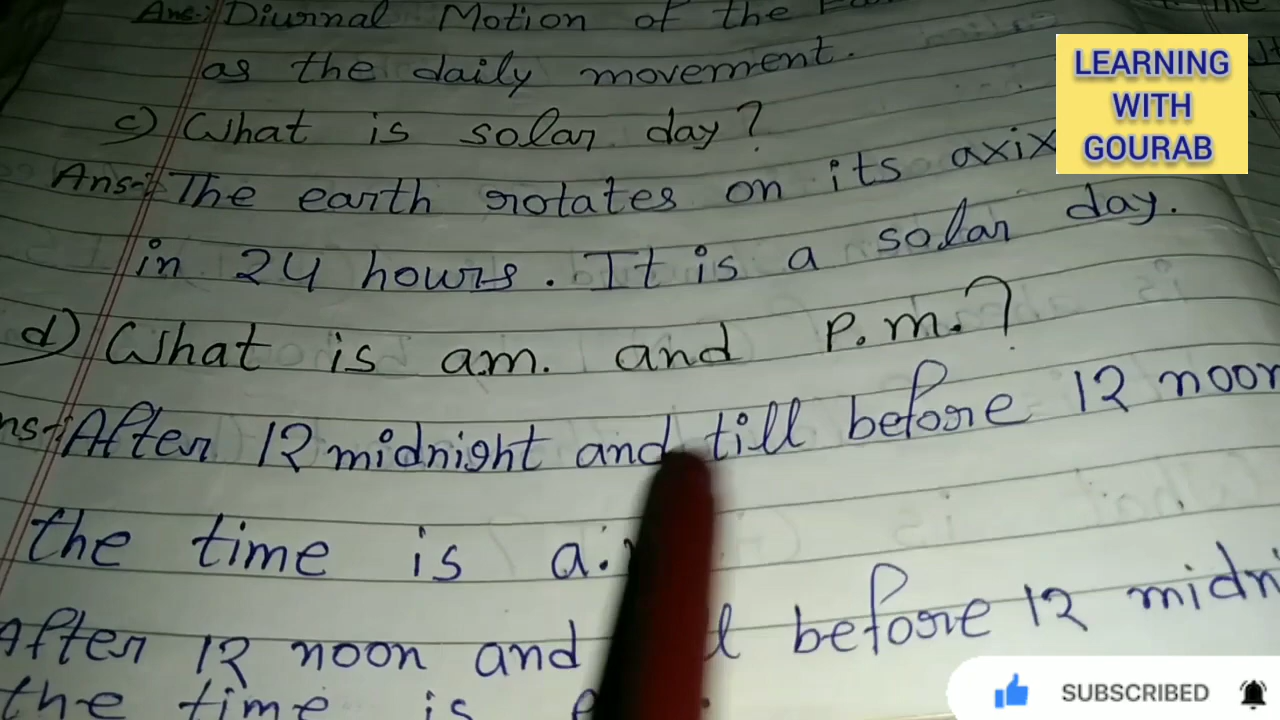 Ans:- Diurnal Motion of the
as the daily movement.
c) What is solar day?
Ans-:- The earth rotates on its axix
in 24 hours. It is a solar day.
d) What is am. and P.m.?
ns-:- After 12 midnight and till before 12 noon
the time is a.
After 12 noon and before 12 midni
the time is
LEARNING
WITH
GOURAB
SUBSCRIBED